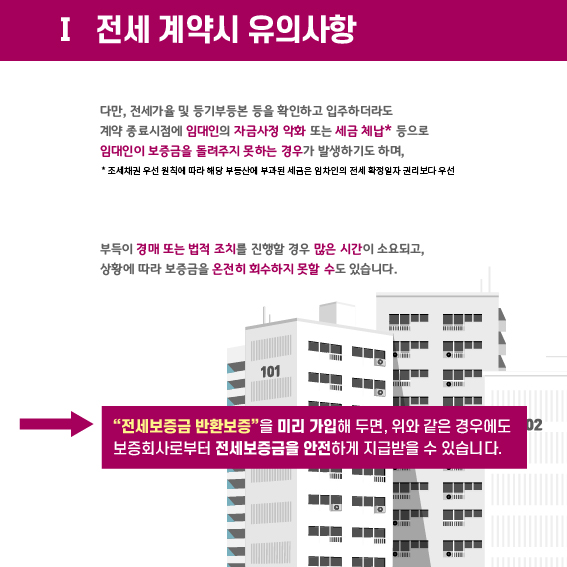 I 전세 계약시 유의사항
다만, 전세가율 및 등기부등본 등을 확인하고 입주하더라도
계약 종료시점에 임대인의 자금사정 악화 또는 세금 체납* 등으로
임대인이 보증금을 돌려주지 못하는 경우가 발생하기도 하며,
* 조세채권 우선 원칙에 따라 해당 부동산에 부과된 세금은 임차인의 전세 확정일자 권리보다 우선
부득이 경매 또는 법적 조치를 진행할 경우 많은 시간이 소요되고,
상황에 따라 보증금을 온전히 회수하지 못할 수도 있습니다.
101
“전세보증금 반환보증”을 미리 가입해 두면, 위와 같은 경우에도
02
보증회사로부터 전세보증금을 안전하게 지급받을 수 있습니다.